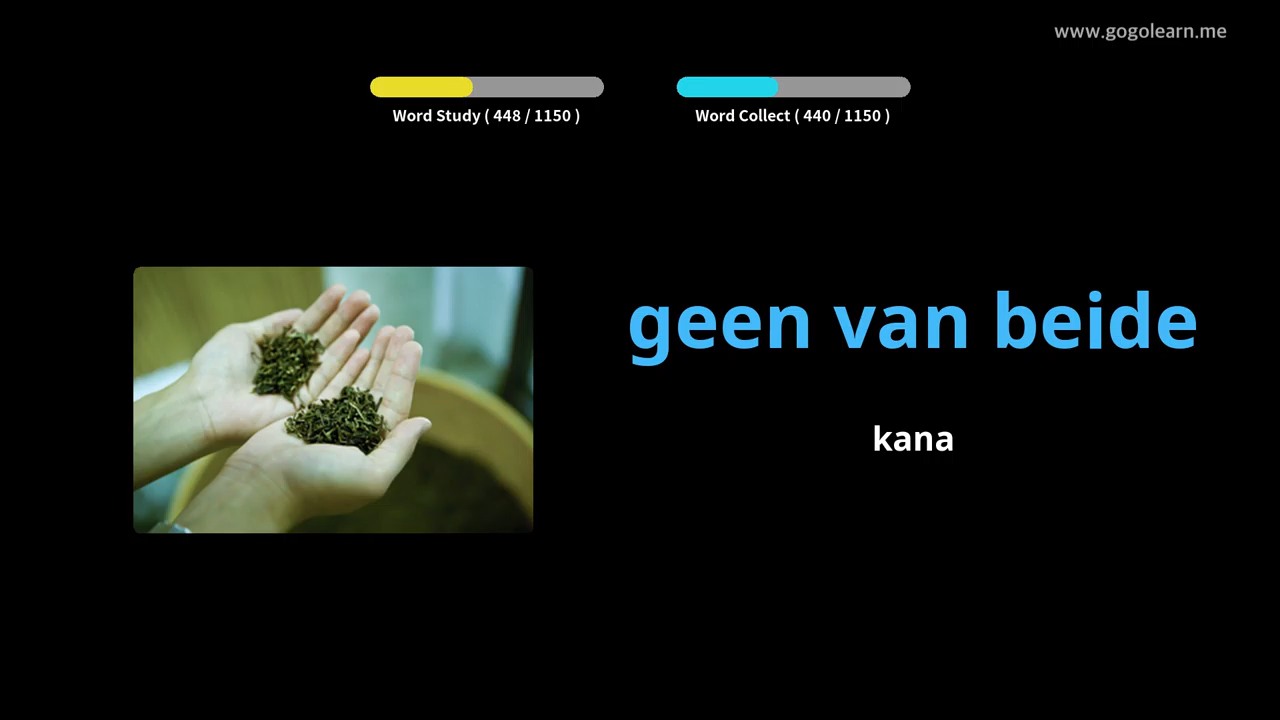 www.gogolearn.me
Word Study ( 448 / 1150 )
Word Collect ( 440 / 1150 )
geen van beide
kana